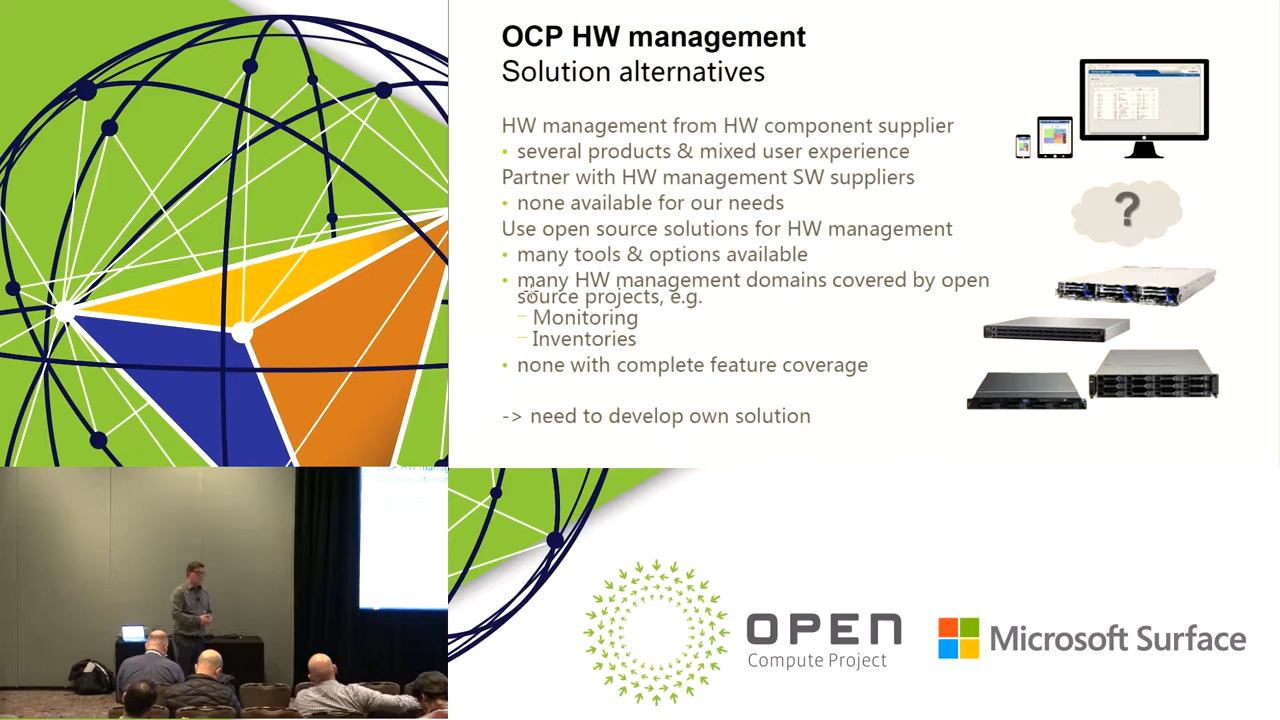 OCP HW management
Solution alternatives
HW management from HW component supplier
• several products & mixed user experience
Partner with HW management SW suppliers
• none available for our needs
Use open source solutions for HW management
• many tools & options available
• many HW management domains covered by open
source projects, e.g.
– Monitoring
– Inventories
• none with complete feature coverage
-> need to develop own solution
?
OPEN
Compute Project
Microsoft Surface